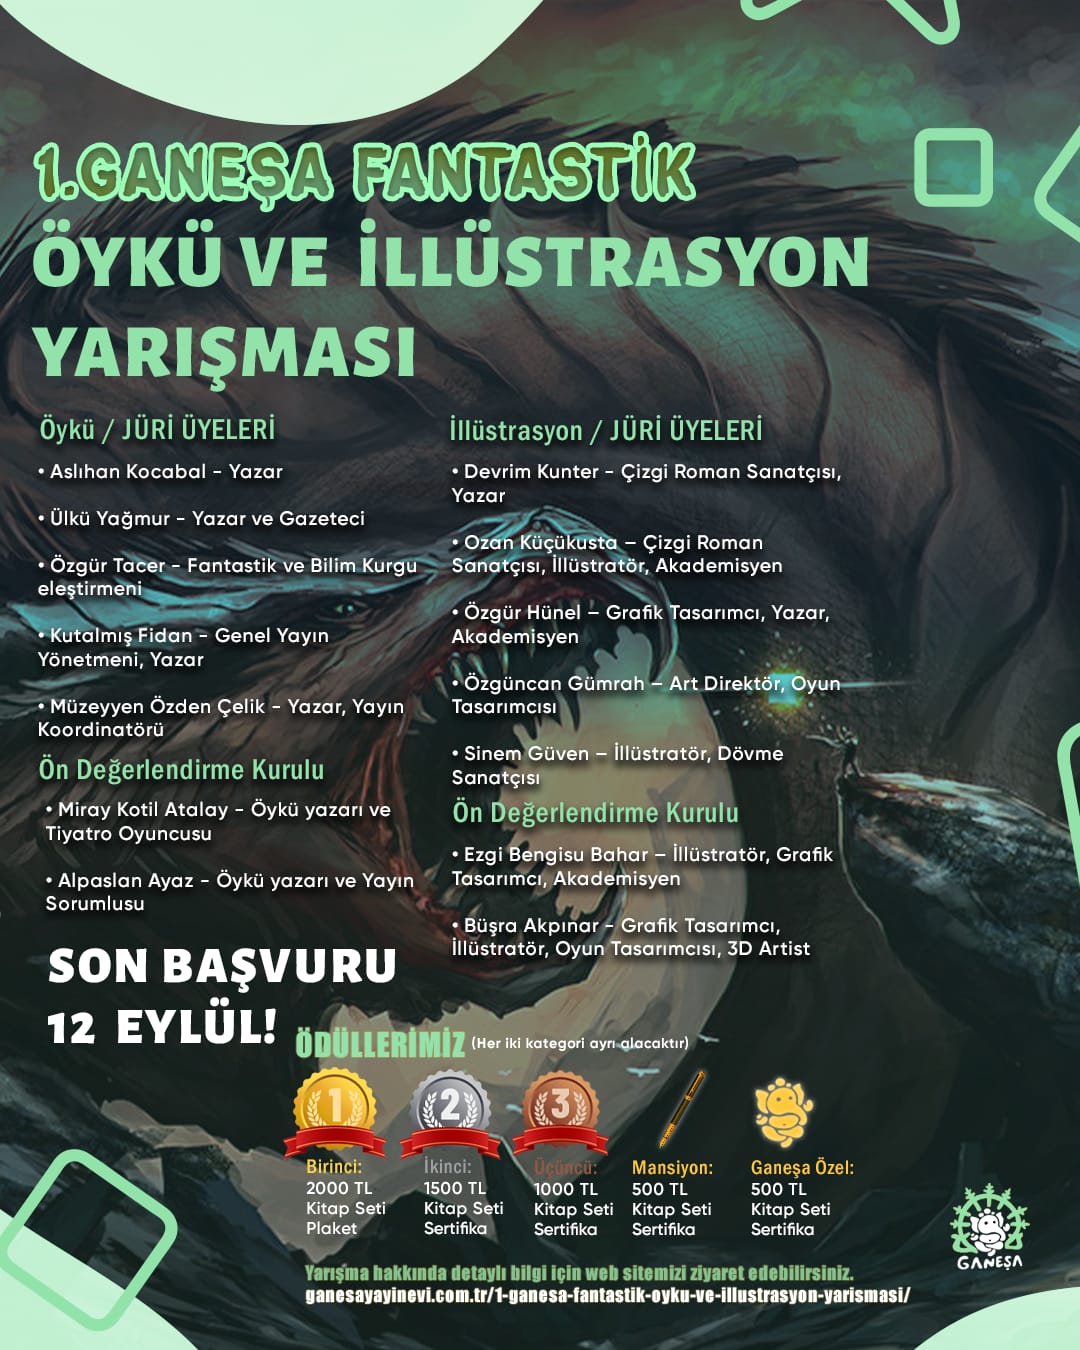 1.GANEŞA FANTASTİK
ÖYKÜ VE İLLÜSTRASYON
YARIŞMASI
Öykü / JÜRİ ÜYELERİ
• Aslıhan Kocabal - Yazar
• Ülkü Yağmur - Yazar ve Gazeteci
• Özgür Tacer - Fantastik ve Bilim Kurgu
eleştirmeni
• Kutalmış Fidan - Genel Yayın
Yönetmeni, Yazar
• Müzeyyen Özden Çelik - Yazar, Yayın
Koordinatörü
Ön Değerlendirme Kurulu
• Miray Kotil Atalay - Öykü yazarı ve
Tiyatro Oyuncusu
• Alpaslan Ayaz - Öykü yazarı ve Yayın
Sorumlusu
İllüstrasyon / JÜRİ ÜYELERİ
• Devrim Kunter - Çizgi Roman Sanatçısı,
Yazar
• Ozan Küçükusta – Çizgi Roman
Sanatçısı, İllüstratör, Akademisyen
• Özgür Hünel – Grafik Tasarımcı, Yazar,
Akademisyen
• Özgüncan Gümrah – Art Direktör, Oyun
Tasarımcısı
• Sinem Güven – İllüstratör, Dövme
Sanatçısı
Ön Değerlendirme Kurulu
• Ezgi Bengisu Bahar – İllüstratör, Grafik
Tasarımcı, Akademisyen
• Büşra Akpınar - Grafik Tasarımcı,
İllüstratör, Oyun Tasarımcısı, 3D Artist
SON BAŞVURU
12 EYLÜL!
ÖDÜLLERİMİZ (Her iki kategori ayrı alacaktır)
1
2
3
Birinci:
2000 TL
Kitap Seti
Plaket
İkinci:
1500 TL
Kitap Seti
Sertifika
Üçüncü:
1000 TL
Kitap Seti
Sertifika
Mansiyon:
500 TL
Kitap Seti
Sertifika
Ganeşa Özel:
500 TL
Kitap Seti
Sertifika
GANEŞA
Yarışma hakkında detaylı bilgi için web sitemizi ziyaret edebilirsiniz.
ganesayayinevi.com.tr/1-ganesa-fantastik-oyku-ve-illustrasyon-yarismasi/